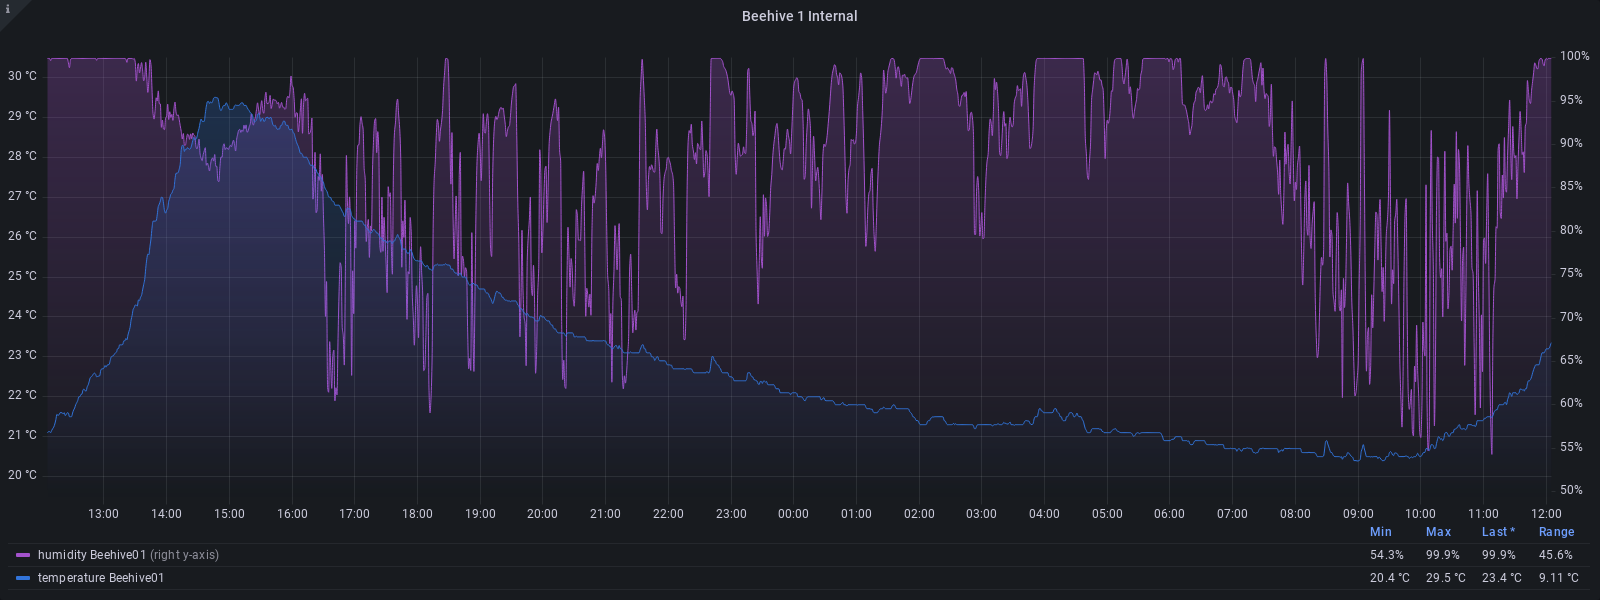 i
Beehive 1 Internal
30 °C
29 °C
28 °C
27 °C
26 °C
25 °C
24 °C
23 °C
22 °C
21 °C
20 °C
100%
95%
90%
85%
80%
75%
70%
65%
60%
55%
50%
13:00 14:00 15:00 16:00 17:00 18:00 19:00 20:00 21:00 22:00 23:00 00:00 01:00 02:00 03:00 04:00 05:00 06:00 07:00 08:00 09:00 10:00 11:00 12:00
Min Max Last * Range
humidity Beehive01 (right y-axis) 54.3% 99.9% 99.9% 45.6%
temperature Beehive01 20.4 °C 29.5 °C 23.4 °C 9.11 °C